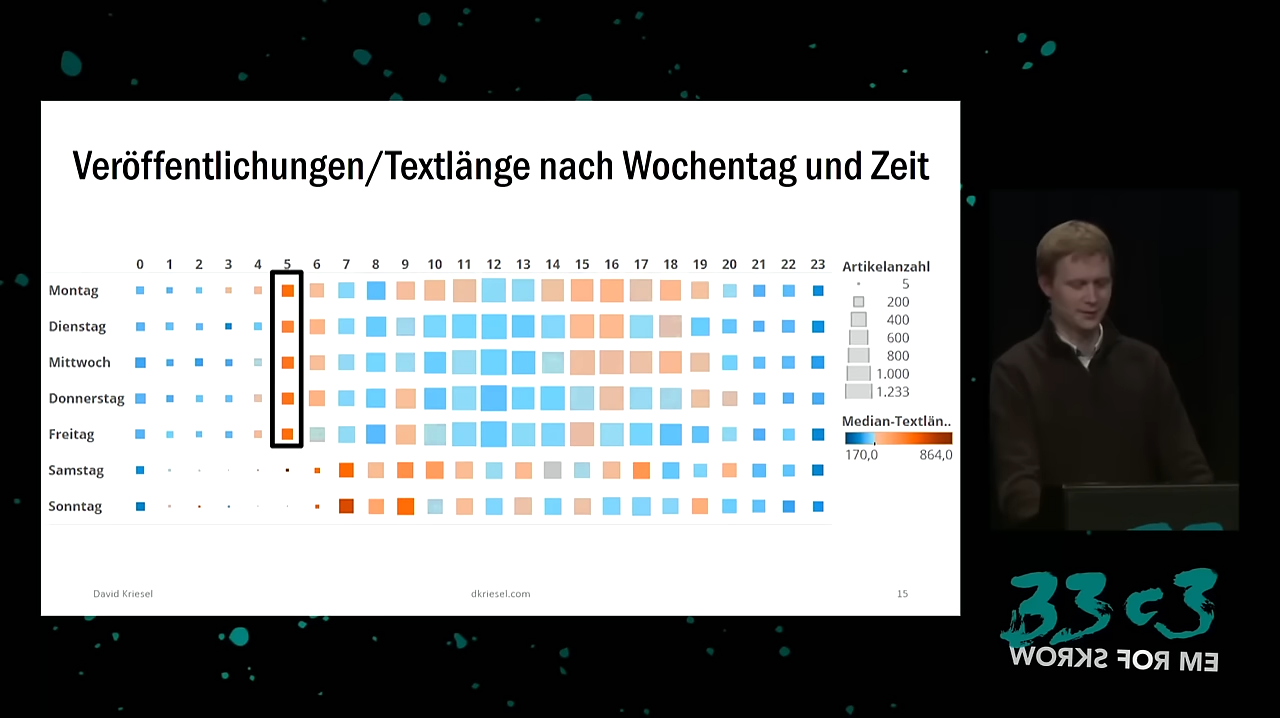 Veröffentlichungen/Textlänge nach Wochentag und Zeit
0 1 2 3 4 5 6 7 8 9 10 11 12 13 14 15 16 17 18 19 20 21 22 23
Montag
Dienstag
Mittwoch
Donnerstag
Freitag
Samstag
Sonntag
Artikelanzahl
5
200
400
600
800
1.000
1.233
Median-Textlän..
170,0 864,0
David Kriesel dkriesel.com 15
33c3
WORKS FOR ME